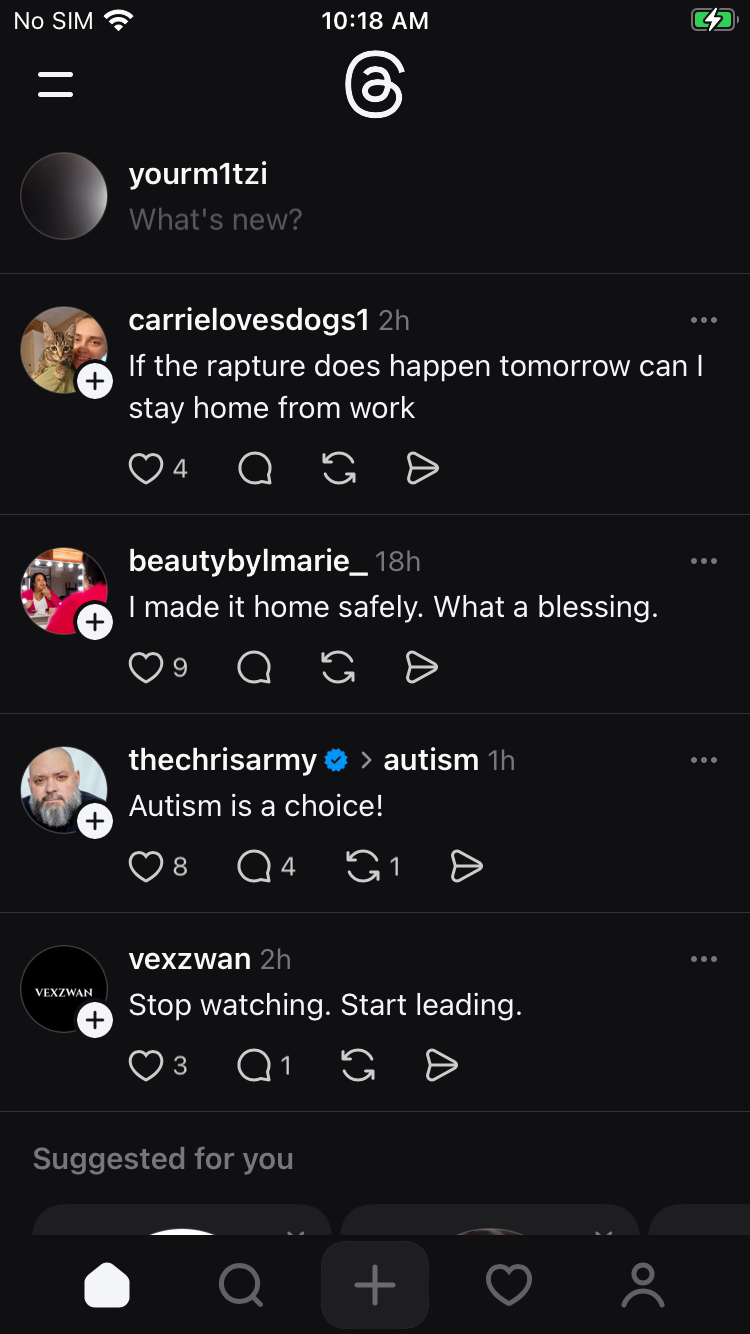 No SIM 10:18 AM
yourm1tzi
What's new?
carrielovesdogs1 2h
If the rapture does happen tomorrow can I
stay home from work
4
beautybylmarie_ 18h
I made it home safely. What a blessing.
9
thechrisarmy > autism 1h
Autism is a choice!
8 4 1
VEXZWAN
vexzwan 2h
Stop watching. Start leading.
3 1
Suggested for you